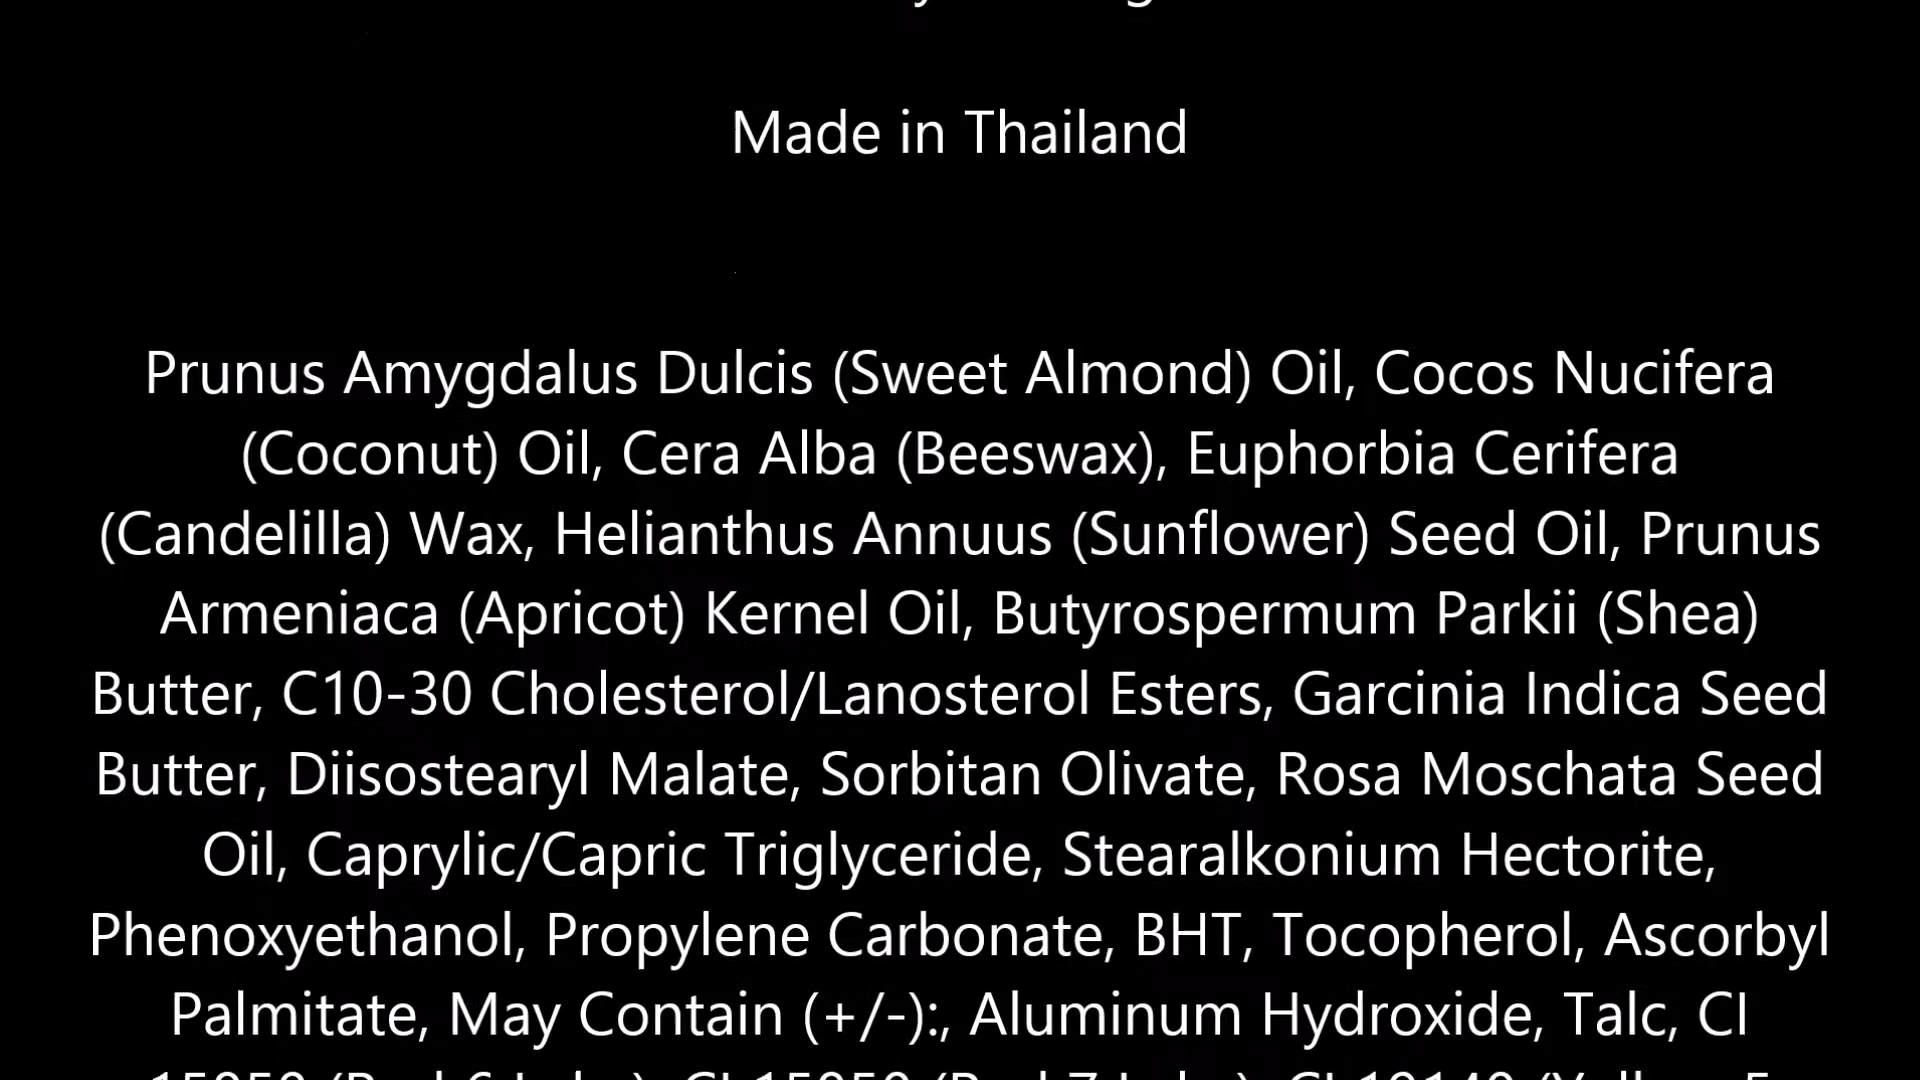 Made in Thailand
Prunus Amygdalus Dulcis (Sweet Almond) Oil, Cocos Nucifera
(Coconut) Oil, Cera Alba (Beeswax), Euphorbia Cerifera
(Candelilla) Wax, Helianthus Annuus (Sunflower) Seed Oil, Prunus
Armeniaca (Apricot) Kernel Oil, Butyrospermum Parkii (Shea)
Butter, C10-30 Cholesterol/Lanosterol Esters, Garcinia Indica Seed
Butter, Diisostearyl Malate, Sorbitan Olivate, Rosa Moschata Seed
Oil, Caprylic/Capric Triglyceride, Stearalkonium Hectorite,
Phenoxyethanol, Propylene Carbonate, BHT, Tocopherol, Ascorbyl
Palmitate, May Contain (+/-):, Aluminum Hydroxide, Talc, CI